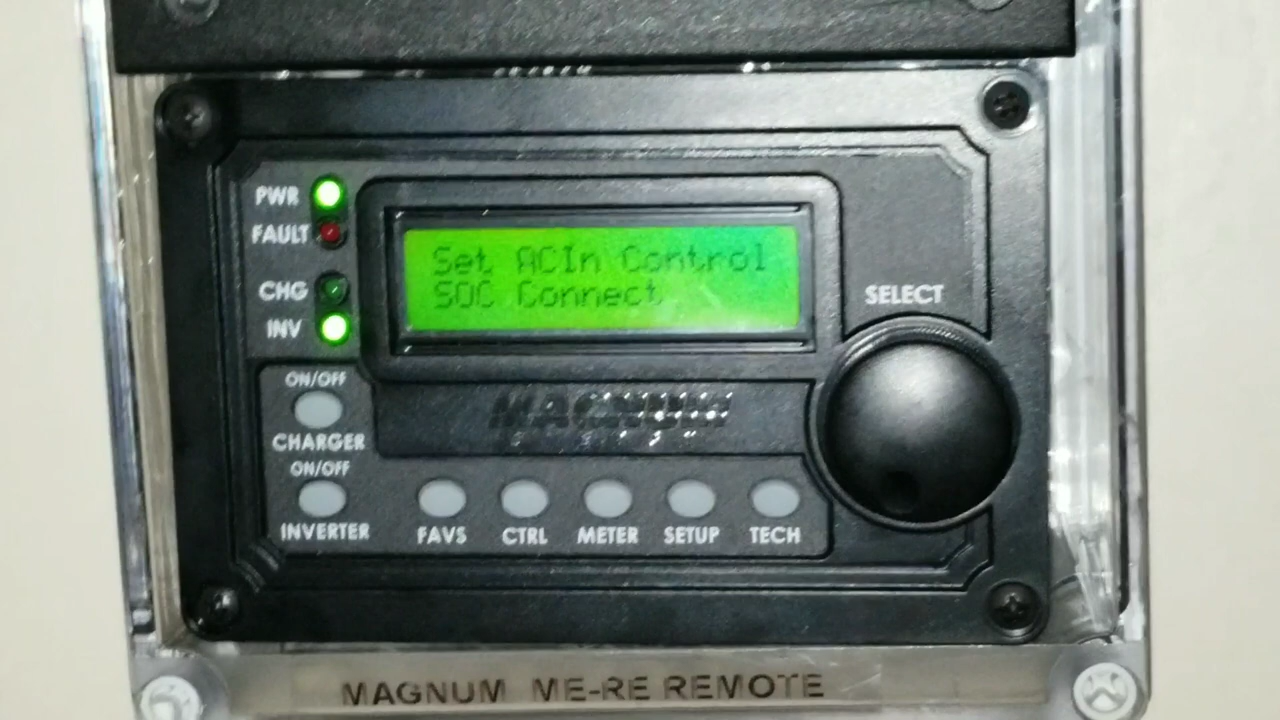 PWR
FAULT
CHG
INV
Set ACIn Control
SOC Connect
SELECT
ON/OFF
CHARGER
ON/OFF
INVERTER
MAGNUM
FAVS
CTRL
METER
SETUP
TECH
MAGNUM ME-RE REMOTE